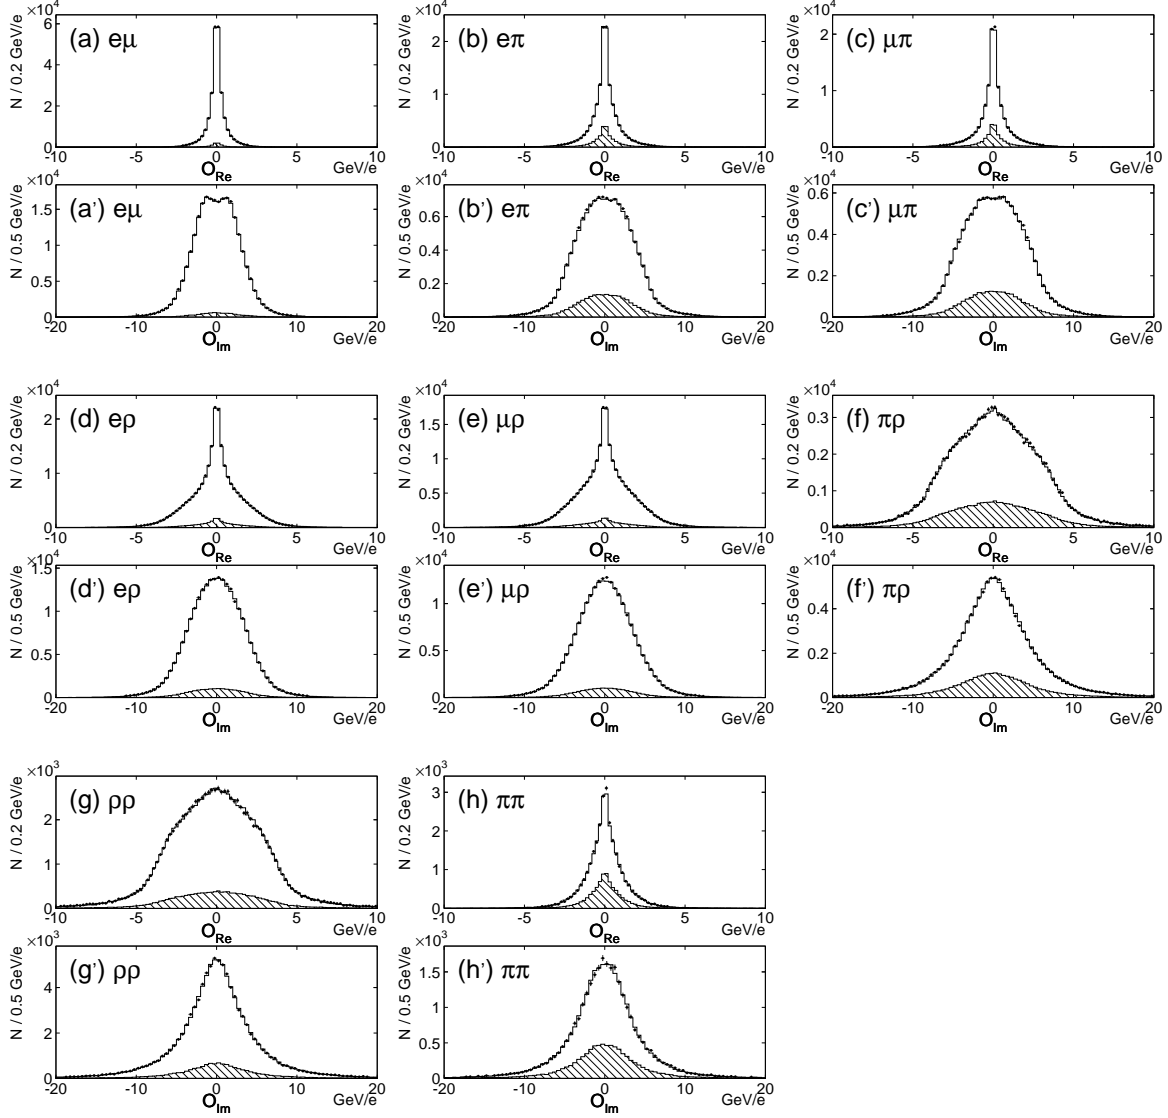 ×10⁴ ×10⁴ ×10⁴
N / 0.2 GeV/e (a) eμ N / 0.2 GeV/e (b) eπ N / 0.2 GeV/e (c) μπ
6 4 2 0
2 1 0
2 1 0
-10 -5 0 5 10 -10 -5 0 5 10 -10 -5 0 5 10
O_Re GeV/e O_Re GeV/e O_Re GeV/e
×10⁴ ×10⁴ ×10⁴
N / 0.5 GeV/e (a') eμ N / 0.5 GeV/e (b') eπ N / 0.5 GeV/e (c') μπ
1.5 1 0.5 0
0.8 0.6 0.4 0.2 0
0.6 0.4 0.2 0
-20 -10 0 10 20 -20 -10 0 10 20 -20 -10 0 10 20
O_Im GeV/e O_Im GeV/e O_Im GeV/e
×10⁴ ×10⁴ ×10⁴
N / 0.2 GeV/e (d) eρ N / 0.2 GeV/e (e) μρ N / 0.2 GeV/e (f) πρ
2 1 0
1.5 1 0.5 0
0.3 0.2 0.1 0
-10 -5 0 5 10 -10 -5 0 5 10 -10 -5 0 5 10
O_Re GeV/e O_Re GeV/e O_Re GeV/e
×10⁴ ×10⁴ ×10⁴
N / 0.5 GeV/e (d') eρ N / 0.5 GeV/e (e') μρ N / 0.5 GeV/e (f') πρ
1.5 1 0.5 0
1 0.5 0
0.4 0.2 0
-20 -10 0 10 20 -20 -10 0 10 20 -20 -10 0 10 20
O_Im GeV/e O_Im GeV/e O_Im GeV/e
×10³ ×10³
N / 0.2 GeV/e (g) ρρ N / 0.2 GeV/e (h) ππ
2 1 0
3 2 1 0
-10 -5 0 5 10 -10 -5 0 5 10
O_Re GeV/e O_Re GeV/e
×10³ ×10³
N / 0.5 GeV/e (g') ρρ N / 0.5 GeV/e (h') ππ
4 2 0
1.5 1 0.5 0
-20 -10 0 10 20 -20 -10 0 10 20
O_Im GeV/e O_Im GeV/e